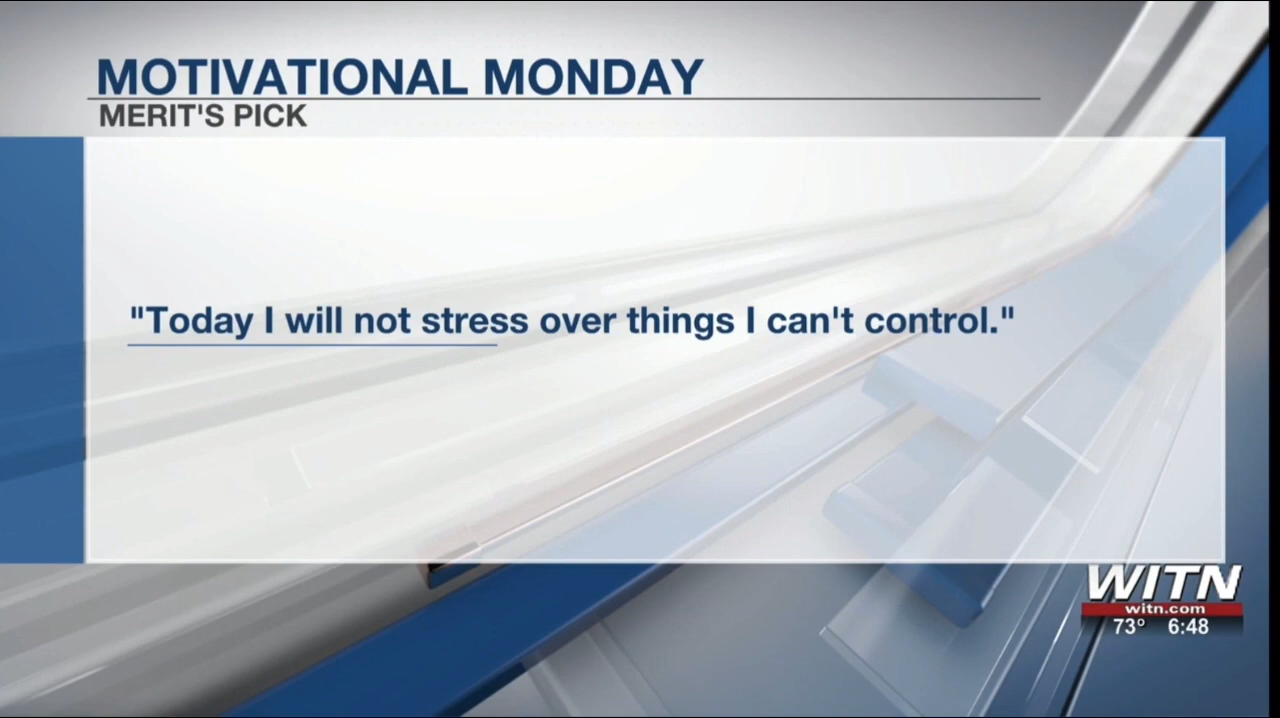 MOTIVATIONAL MONDAY
MERIT'S PICK
"Today I will not stress over things I can't control."
WITN
witn.com
73° 6:48